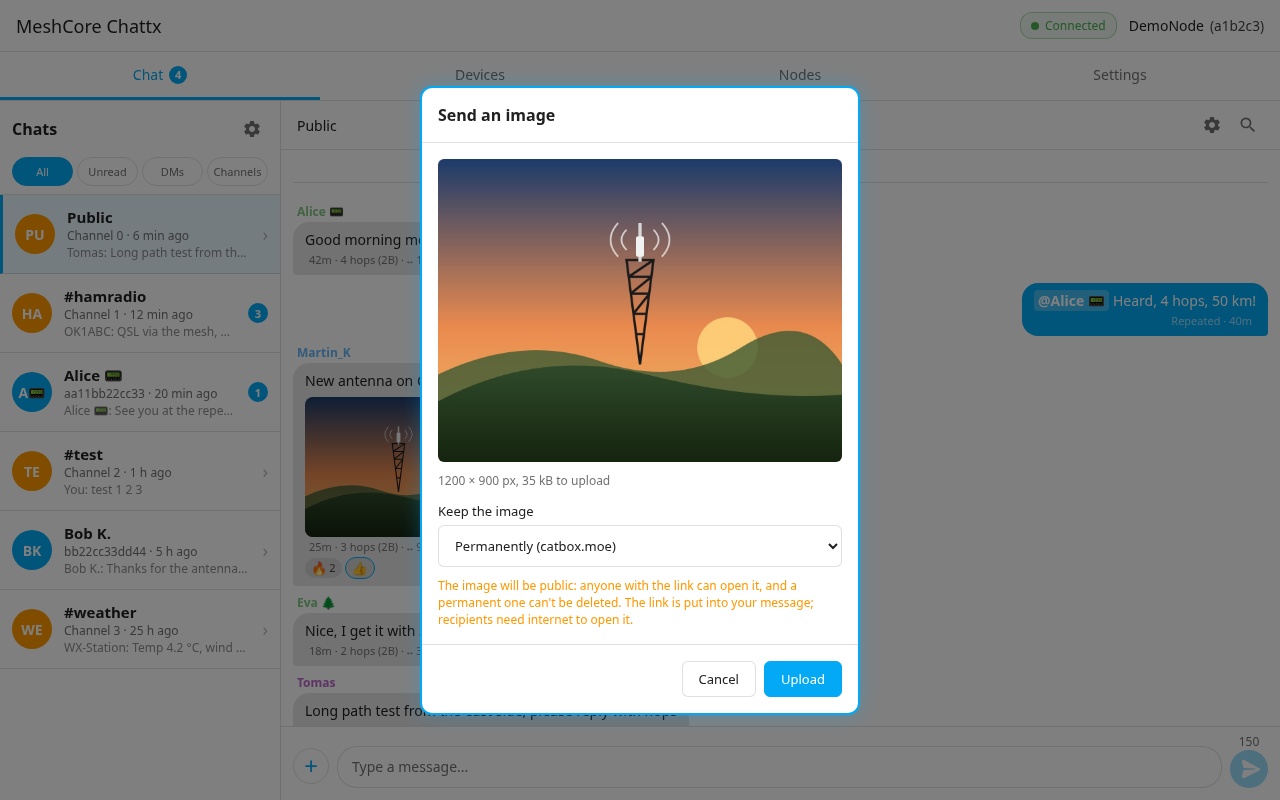 MeshCore Chattx
Connected
DemoNode (a1b2c3)
Chat 4
Devices
Nodes
Settings
Chats
All
Unread
DMs
Channels
PU
Public
Channel 0 · 6 min ago
Tomas: Long path test from th...
HA
#hamradio
Channel 1 · 12 min ago
OK1ABC: QSL via the mesh, ...
3
A📟
Alice 📟
aa11bb22cc33 · 20 min ago
Alice 📟: See you at the repe...
1
TE
#test
Channel 2 · 1 h ago
You: test 1 2 3
BK
Bob K.
bb22cc33dd44 · 5 h ago
Bob K.: Thanks for the antenna...
WE
#weather
Channel 3 · 25 h ago
WX-Station: Temp 4.2 °C, wind ...
Public
Alice 📟
Good morning
42m · 4 hops (2B) ·
@Alice 📟 Heard, 4 hops, 50 km!
Repeated · 40m
Martin_K
New antenna on
25m · 3 hops (2B) ·
🔥 2 👍
Eva 🌲
Nice, I get it with
18m · 2 hops (2B) ·
Tomas
Long path test from the east side, please reply with hops
Send an image
1200 × 900 px, 35 kB to upload
Keep the image
Permanently (catbox.moe)
The image will be public: anyone with the link can open it, and a
permanent one can't be deleted. The link is put into your message;
recipients need internet to open it.
Cancel
Upload
150
Type a message...